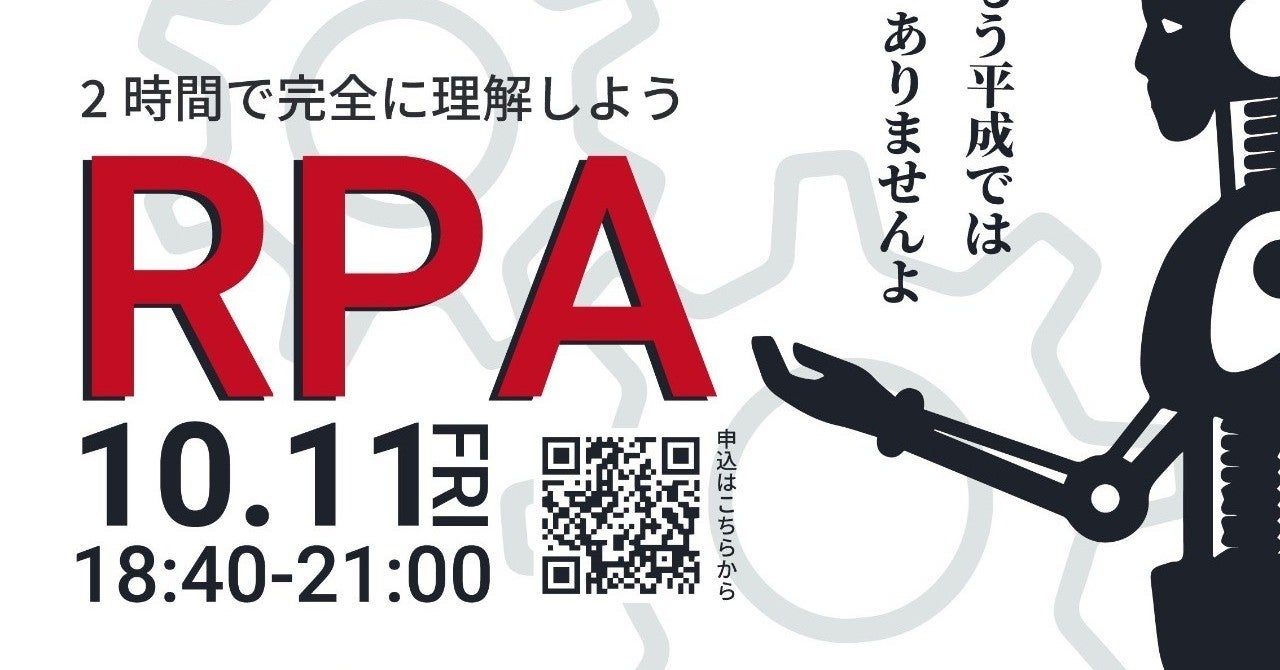 2時間で完全に理解しよう
RPA
10.11 FRI
18:40-21:00
申込はこちらから
う平成では
ありませんよ